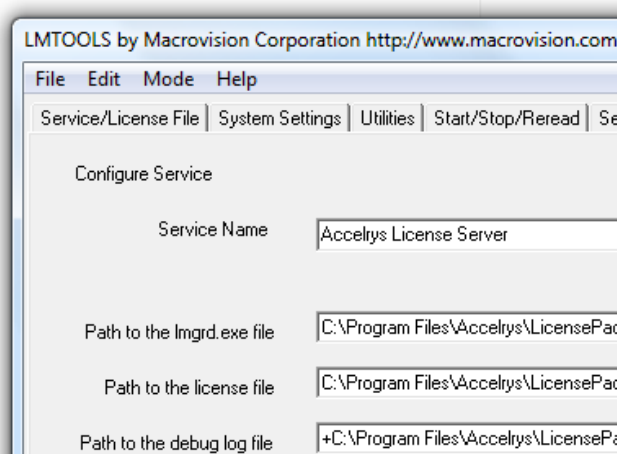 LMTOOLS by Macrovision Corporation http://www.macrovision.com
File Edit Mode Help
Service/License File System Settings Utilities Start/Stop/Reread
Configure Service
Service Name Accelrys License Server
Path to the lmgrd.exe file C:\Program Files\Accelrys\LicensePac
Path to the license file C:\Program Files\Accelrys\LicensePac
Path to the debug log file +C:\Program Files\Accelrys\LicensePa